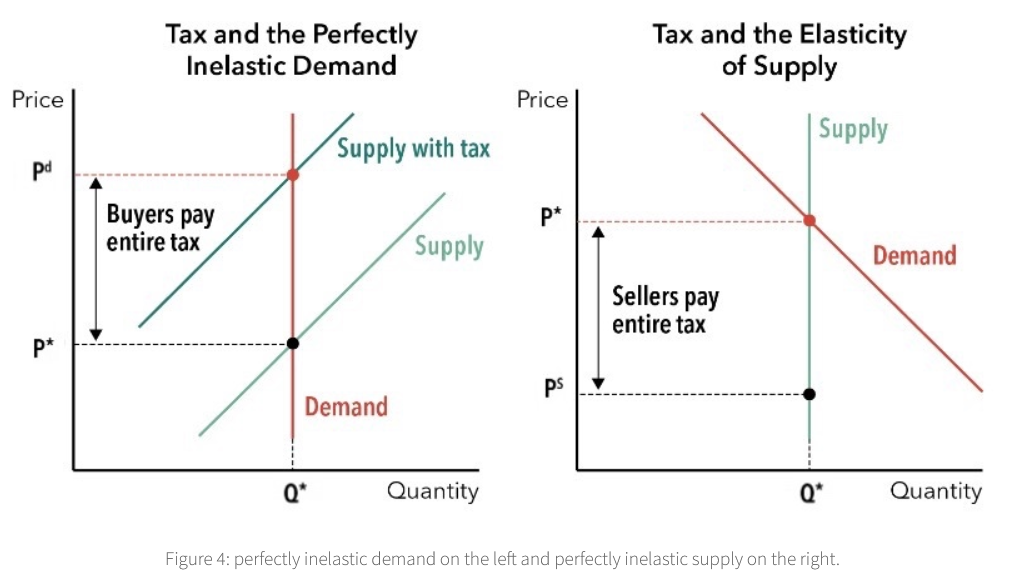 Tax and the Perfectly
Inelastic Demand
Price
Pᵈ
Supply with tax
Buyers pay
entire tax
Supply
P*
Demand
Q*
Quantity
Tax and the Elasticity
of Supply
Price
Supply
P*
Demand
Sellers pay
entire tax
Pˢ
Q*
Quantity
Figure 4: perfectly inelastic demand on the left and perfectly inelastic supply on the right.